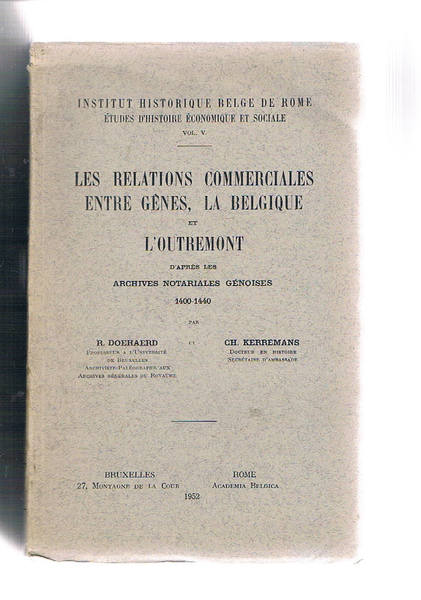 INSTITUT HISTORIQUE BELGE DE ROME
ÉTUDES D'HISTOIRE ÉCONOMIQUE ET SOCIALE
VOL. V.
LES RELATIONS COMMERCIALES
ENTRE GÊNES, LA BELGIQUE
ET
L'OUTREMONT
D'APRÈS LES
ARCHIVES NOTARIALES GÉNOISES
1400-1440
PAR
R. DOEHAERD ET CH. KERREMANS
PROFESSEUR A L'UNIVERSITÉ DOCTEUR EN HISTOIRE
DE BRUXELLES SECRÉTAIRE D'AMBASSADE
ARCHIVISTE-PALÉOGRAPHE AUX
ARCHIVES GÉNÉRALES DU ROYAUME
BRUXELLES ROME
27, MONTAGNE DE LA COUR ACADEMIA BELGICA
1952